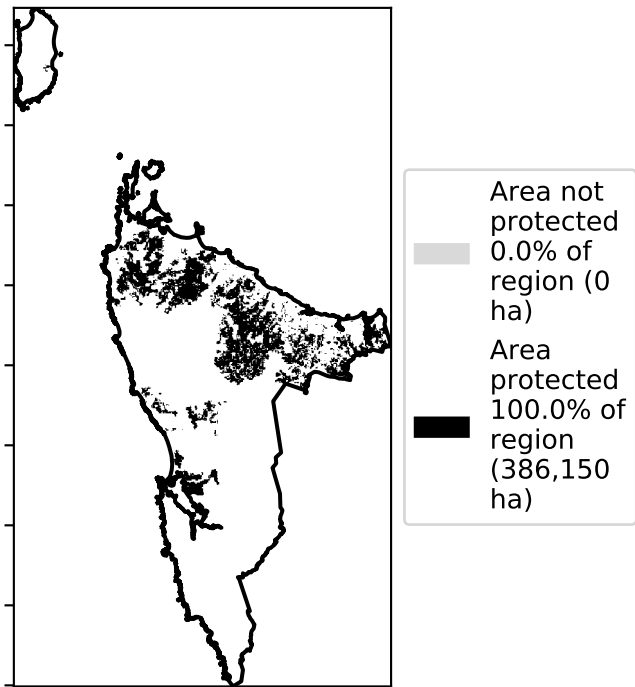 Area not
protected
0.0% of
region (0
ha)
Area
protected
100.0% of
region
(386,150
ha)